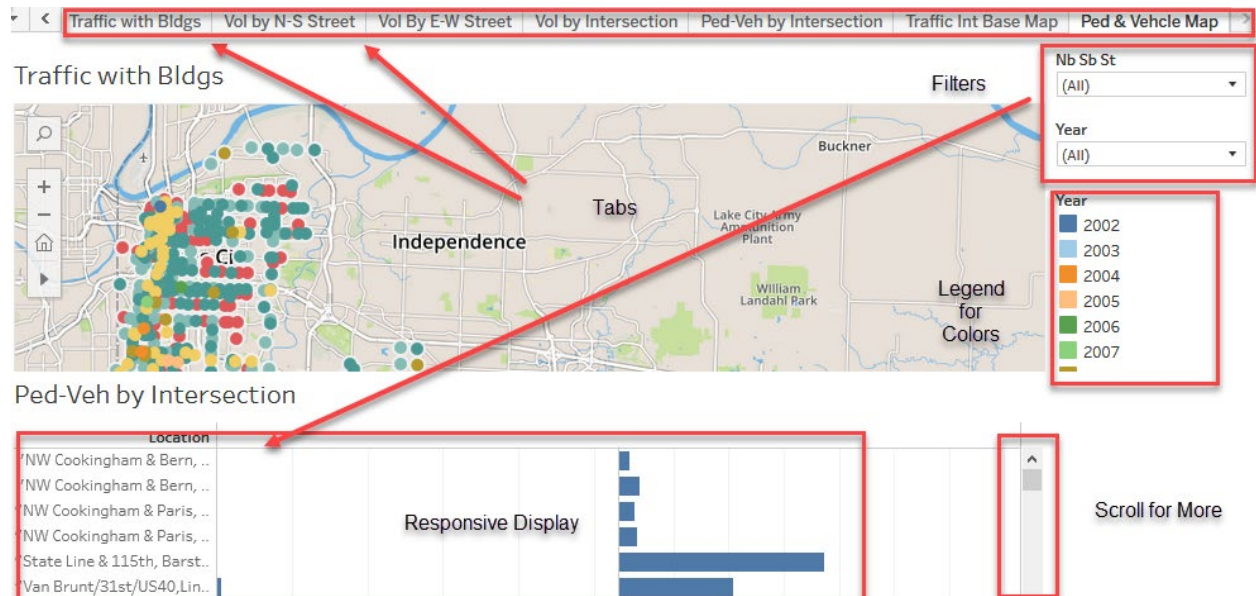 Traffic with Bldgs Vol by N-S Street Vol By E-W Street Vol by Intersection Ped-Veh by Intersection Traffic Int Base Map Ped & Vehcle Map
Traffic with Bldgs
Filters
Nb Sb St
(All)
Year
(All)
Buckner
Tabs
Lake City Army
Ammunition
Plant
Independence
William
Landahl Park
Legend
for
Colors
Year
2002
2003
2004
2005
2006
2007
Ped-Veh by Intersection
Location
NW Cookingham & Bern, ..
NW Cookingham & Bern, ..
NW Cookingham & Paris, ..
NW Cookingham & Paris, ..
State Line & 115th, Barst..
Van Brunt/31st/US40,Lin..
Responsive Display
Scroll for More